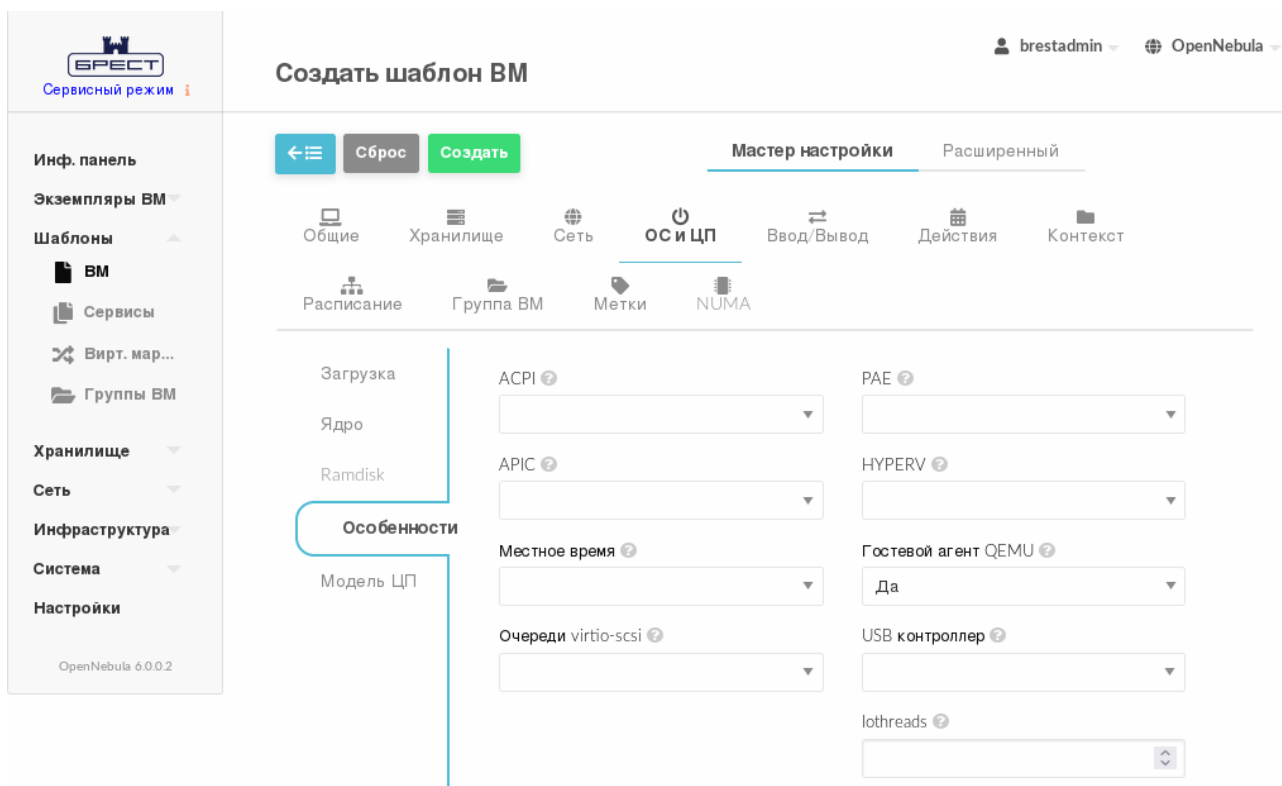 БРЕСТ
Сервисный режим i
brestadmin
OpenNebula
Создать шаблон ВМ
Инф. панель
Экземпляры ВМ
Шаблоны
ВМ
Сервисы
Вирт. мар...
Группы ВМ
Хранилище
Сеть
Инфраструктура
Система
Настройки
OpenNebula 6.0.0.2
Сброс
Создать
Мастер настройки
Расширенный
Общие
Хранилище
Сеть
ОС и ЦП
Ввод/Вывод
Действия
Контекст
Расписание
Группа ВМ
Метки
NUMA
Загрузка
Ядро
Ramdisk
Особенности
Модель ЦП
ACPI
PAE
APIC
HYPERV
Местное время
Гостевой агент QEMU
Да
Очереди virtio-scsi
USB контроллер
Iothreads